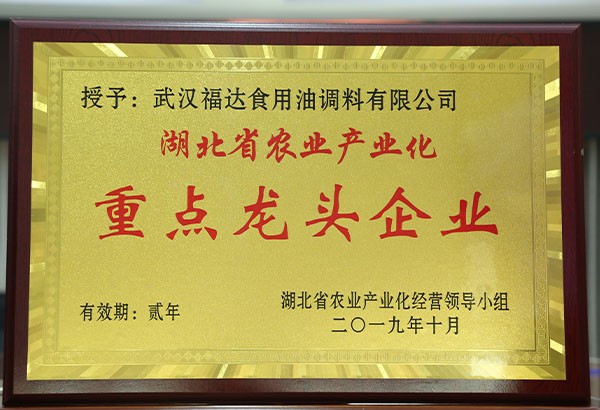 授予：武汉福达食用油调料有限公司
湖北省农业产业化
重点龙头企业
有效期：贰年
湖北省农业产业化经营领导小组
二〇一九年十月